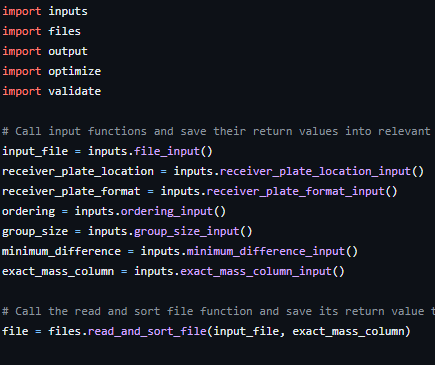 import inputs
import files
import output
import optimize
import validate
# Call input functions and save their return values into relevant
input_file = inputs.file_input()
receiver_plate_location = inputs.receiver_plate_location_input()
receiver_plate_format = inputs.receiver_plate_format_input()
ordering = inputs.ordering_input()
group_size = inputs.group_size_input()
minimum_difference = inputs.minimum_difference_input()
exact_mass_column = inputs.exact_mass_column_input()
# Call the read and sort file function and save its return value
file = files.read_and_sort_file(input_file, exact_mass_column)